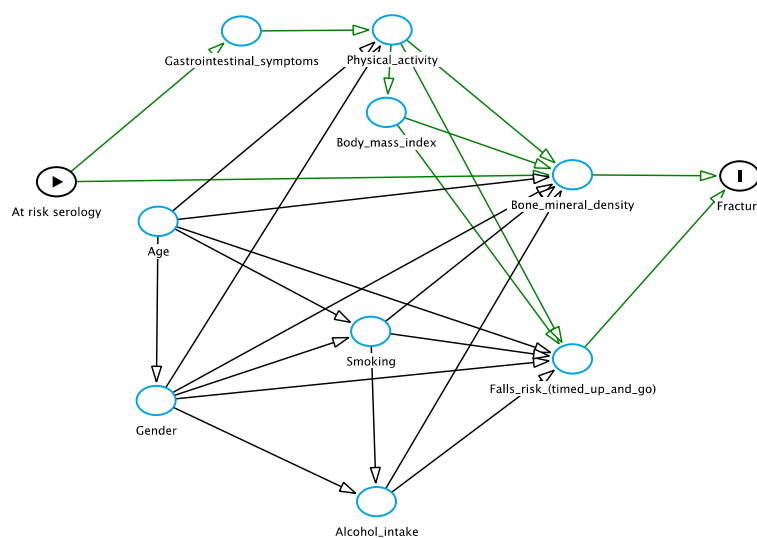 Gastrointestinal_symptoms
Physical_activity
Body_mass_index
At risk serology
Bone_mineral_density
Fractur
Age
Smoking
Falls_risk_(timed_up_and_go)
Gender
Alcohol_intake